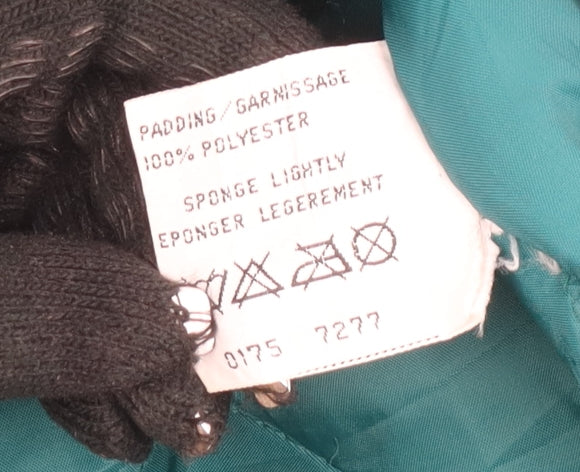 PADDING/GARNISSAGE
100% POLYESTER
SPONGE LIGHTLY
EPONGER LEGEREMENT
0175 7277